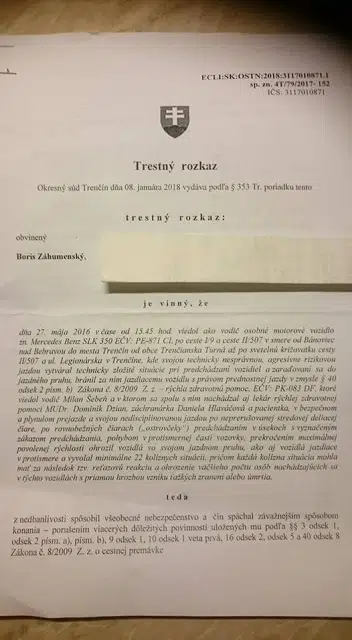 ECLI:SK:OSTN:2018:3117010871.1
sp. zn. 4T/79/2017- 152
IČS: 3117010871
Trestný rozkaz
Okresný súd Trenčín dňa 08. januára 2018 vydáva podľa § 353 Tr. poriadku tento
trestný rozkaz:
obvinený
Boris Záhumenský,
je vinný, že
dňa 27. mája 2016 v čase od 15.45 hod. viedol ako vodič osobné motorové vozidlo
zn. Mercedes Benz SLK 350 EČV: PE-871 CL po ceste I/9 a ceste II/507 v smere od Bánoviec
nad Bebravou do mesta Trenčín od obce Trenčianska Turná až po svetelnú križovatku cesty
II/507 a ul. Legionárska v Trenčíne, kde svojou technicky nesprávnou, agresívne rizikovou
jazdou vytváral technicky zložité situácie pri predchádzaní vozidiel a zaraďovaní sa do
jazdného pruhu, bránil za ním jazdiacemu vozidlu s právom prednostnej jazdy v zmysle § 40
odsek 2 písm. b) Zákona č. 8/2009 Z. z. – rýchla zdravotná pomoc, EČV: PK-083 DF, ktoré
viedol vodič Milan Šebeň a v ktorom sa spolu s ním nachádzal aj lekár rýchlej zdravotnej
pomoci MUDr. Dominik Dzian, záchranárka Daniela Hlaváčová a pacientka, v bezpečnom
a plynulom prejazde a svojou nedisciplinovanou jazdou po neprerušovanej stredovej deliacej
čiare, po rovnobežných čiarach („ostrovčeky“) predchádzaním v úsekoch s vyznačeným
zákazom predchádzania, pohybom v protismernej časti vozovky, prekročením maximálnej
povolenej rýchlosti ohrozil vozidlá vo svojom jazdnom pruhu, ako aj vozidlá jadiace
v protismere a vyvolal minimálne 22 kolíznych situácií, pričom každá kolízna situácia mohla
mať za následok tzv. reťazovú reakciu a ohrozenie väčšieho počtu osôb nachádzajúcich sa
v týchto vozidlách s priamou hrozbou vzniku ťažkých zranení alebo úmrtia.
teda
z nedbanlivosti spôsobil všeobecné nebezpečenstvo a čin spáchal závažnejším spôsobom
konania – porušením viacerých dôležitých povinností uložených mu podľa §§ 3 odsek 1,
odsek 2 písm. a), písm. b), 9 odsek 1, 10 odsek 1 veta prvá, 16 odsek 2, odsek 5 a 40 odsek 8
Zákona č. 8/2009 Z. z. o cestnej premávke